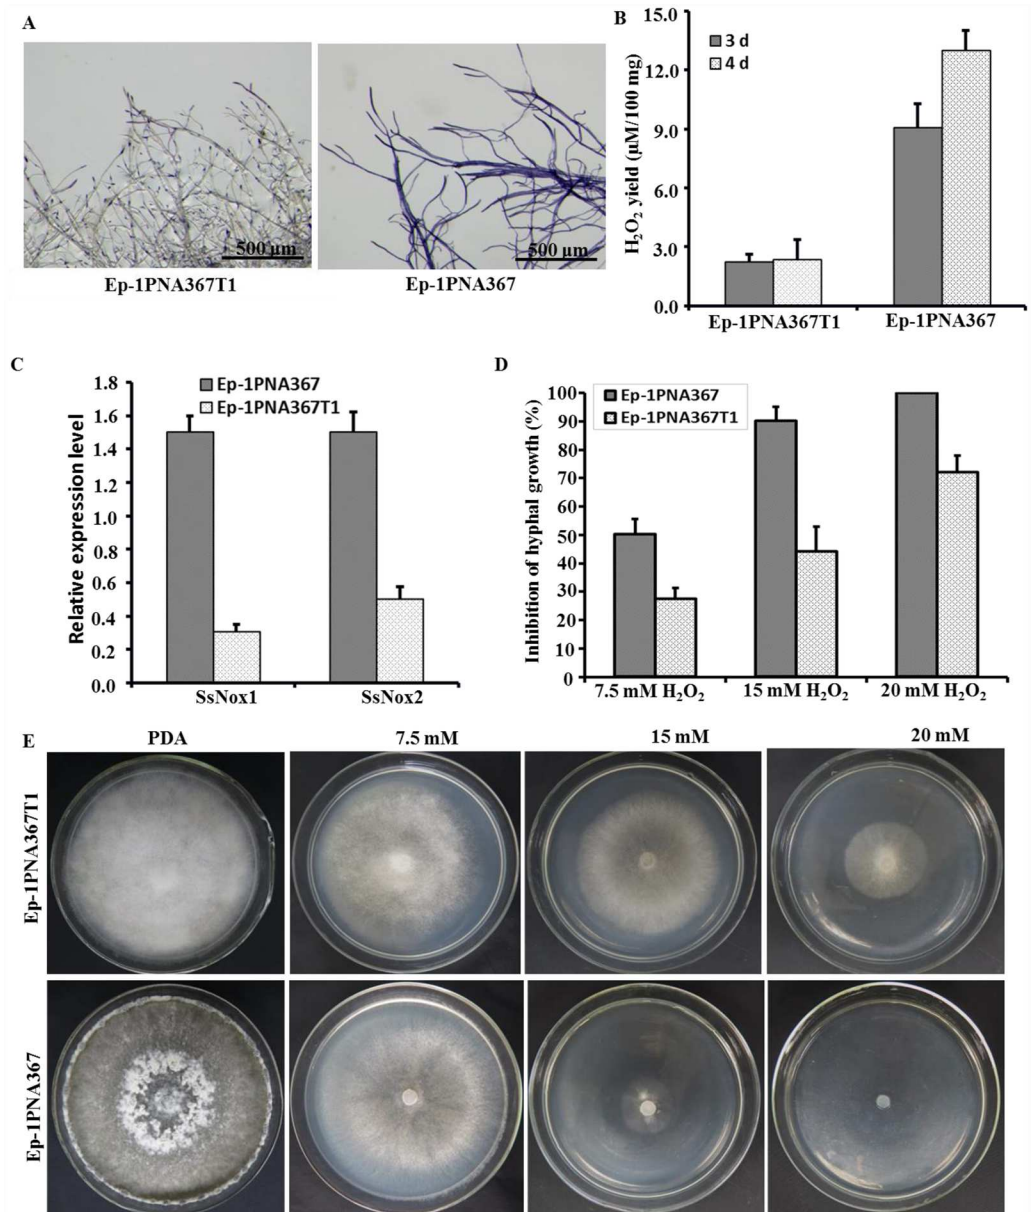 A
500 µm
500 µm
Ep-1PNA367T1
Ep-1PNA367
B
H₂O₂ yield (µM/100 mg)
15.0
12.0
9.0
6.0
3.0
0.0
3 d
4 d
Ep-1PNA367T1
Ep-1PNA367
C
Relative expression level
1.8
1.6
1.4
1.2
1.0
0.8
0.6
0.4
0.2
0.0
Ep-1PNA367
Ep-1PNA367T1
SsNox1
SsNox2
D
Inhibition of hyphal growth (%)
100
90
80
70
60
50
40
30
20
10
0
Ep-1PNA367
Ep-1PNA367T1
7.5 mM H₂O₂
15 mM H₂O₂
20 mM H₂O₂
E
PDA
7.5 mM
15 mM
20 mM
Ep-1PNA367T1
Ep-1PNA367